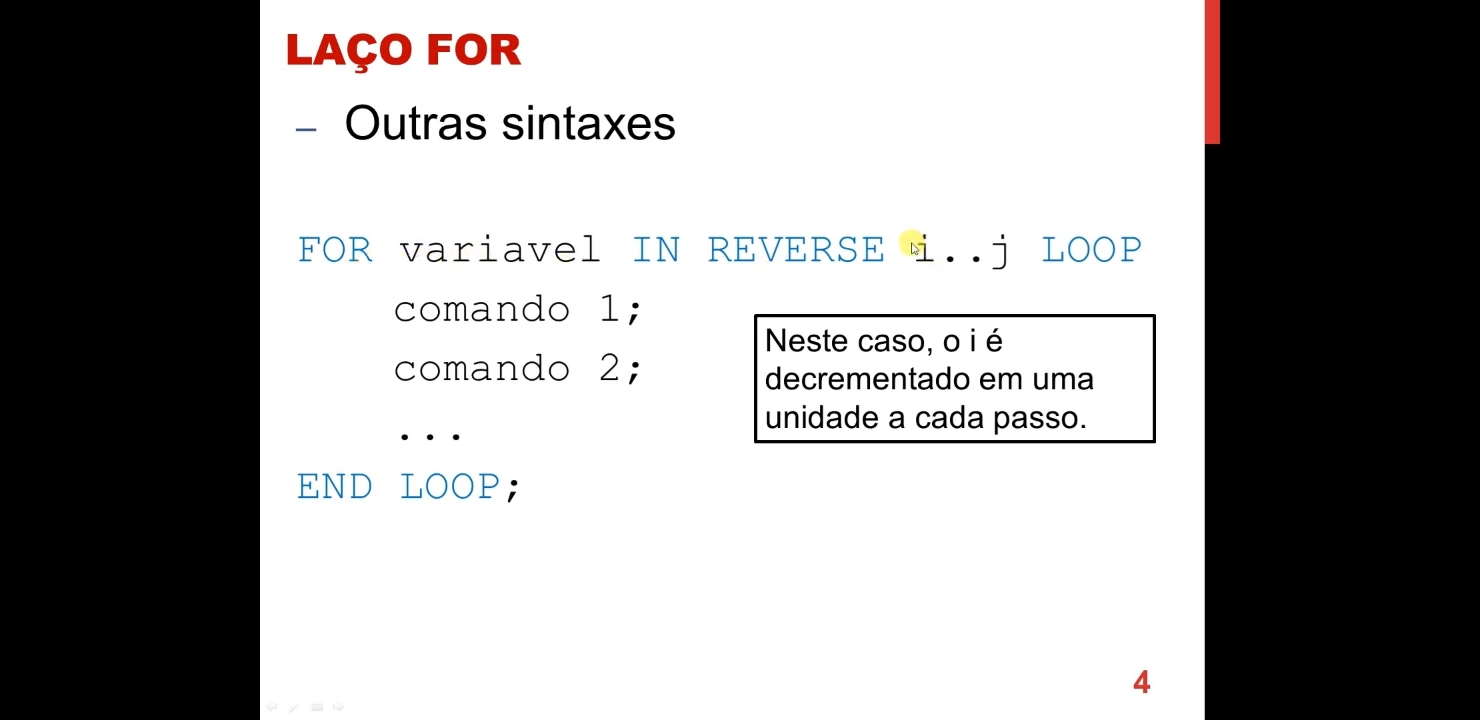 LAÇO FOR
– Outras sintaxes
FOR variavel IN REVERSE i..j LOOP
comando 1;
comando 2;
...
END LOOP;
Neste caso, o i é
decrementado em uma
unidade a cada passo.
4